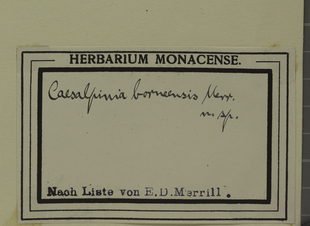 HERBARIUM MONACENSE.
Caesalpinia borneensis Merr.
n. sp.
Nach Liste von E.D.Merrill.